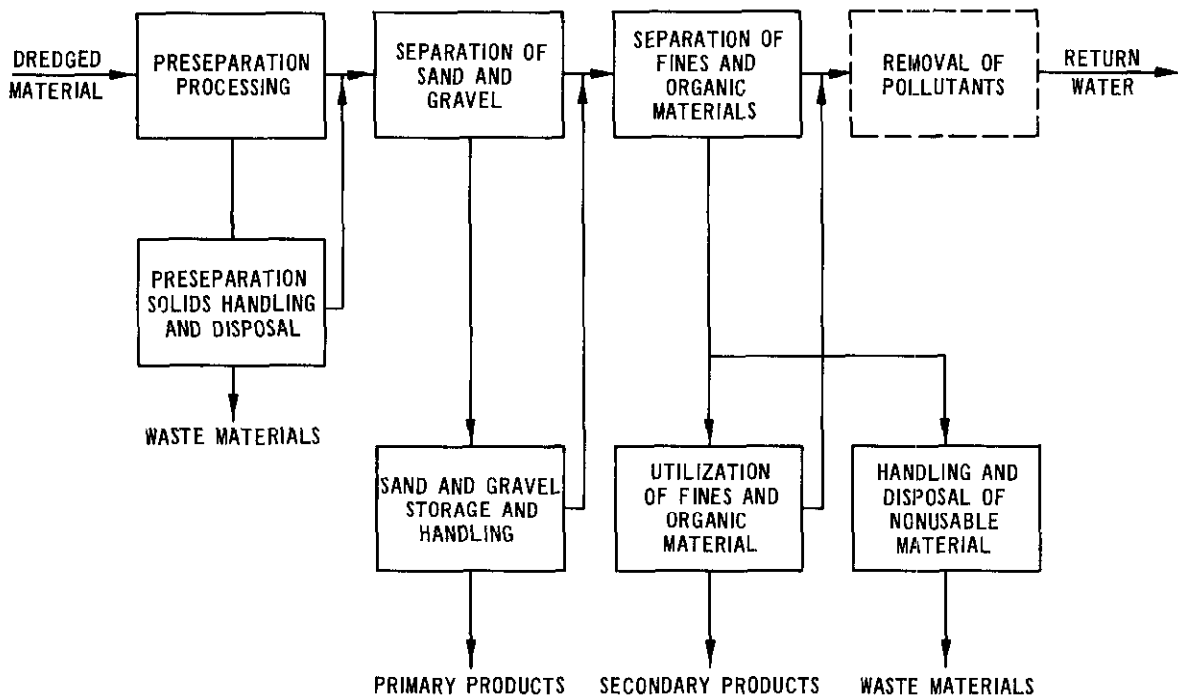 DREDGED
MATERIAL
PRESEPARATION
PROCESSING
SEPARATION OF
SAND AND
GRAVEL
SEPARATION OF
FINES AND
ORGANIC
MATERIALS
REMOVAL OF
POLLUTANTS
RETURN
WATER
PRESEPARATION
SOLIDS HANDLING
AND DISPOSAL
WASTE MATERIALS
SAND AND GRAVEL
STORAGE AND
HANDLING
UTILIZATION
OF FINES AND
ORGANIC
MATERIAL
HANDLING AND
DISPOSAL OF
NONUSABLE
MATERIAL
PRIMARY PRODUCTS
SECONDARY PRODUCTS
WASTE MATERIALS